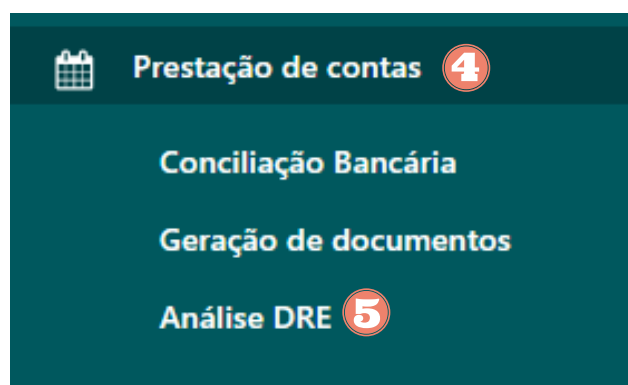 Prestação de contas 4
Conciliação Bancária
Geração de documentos
Análise DRE 5